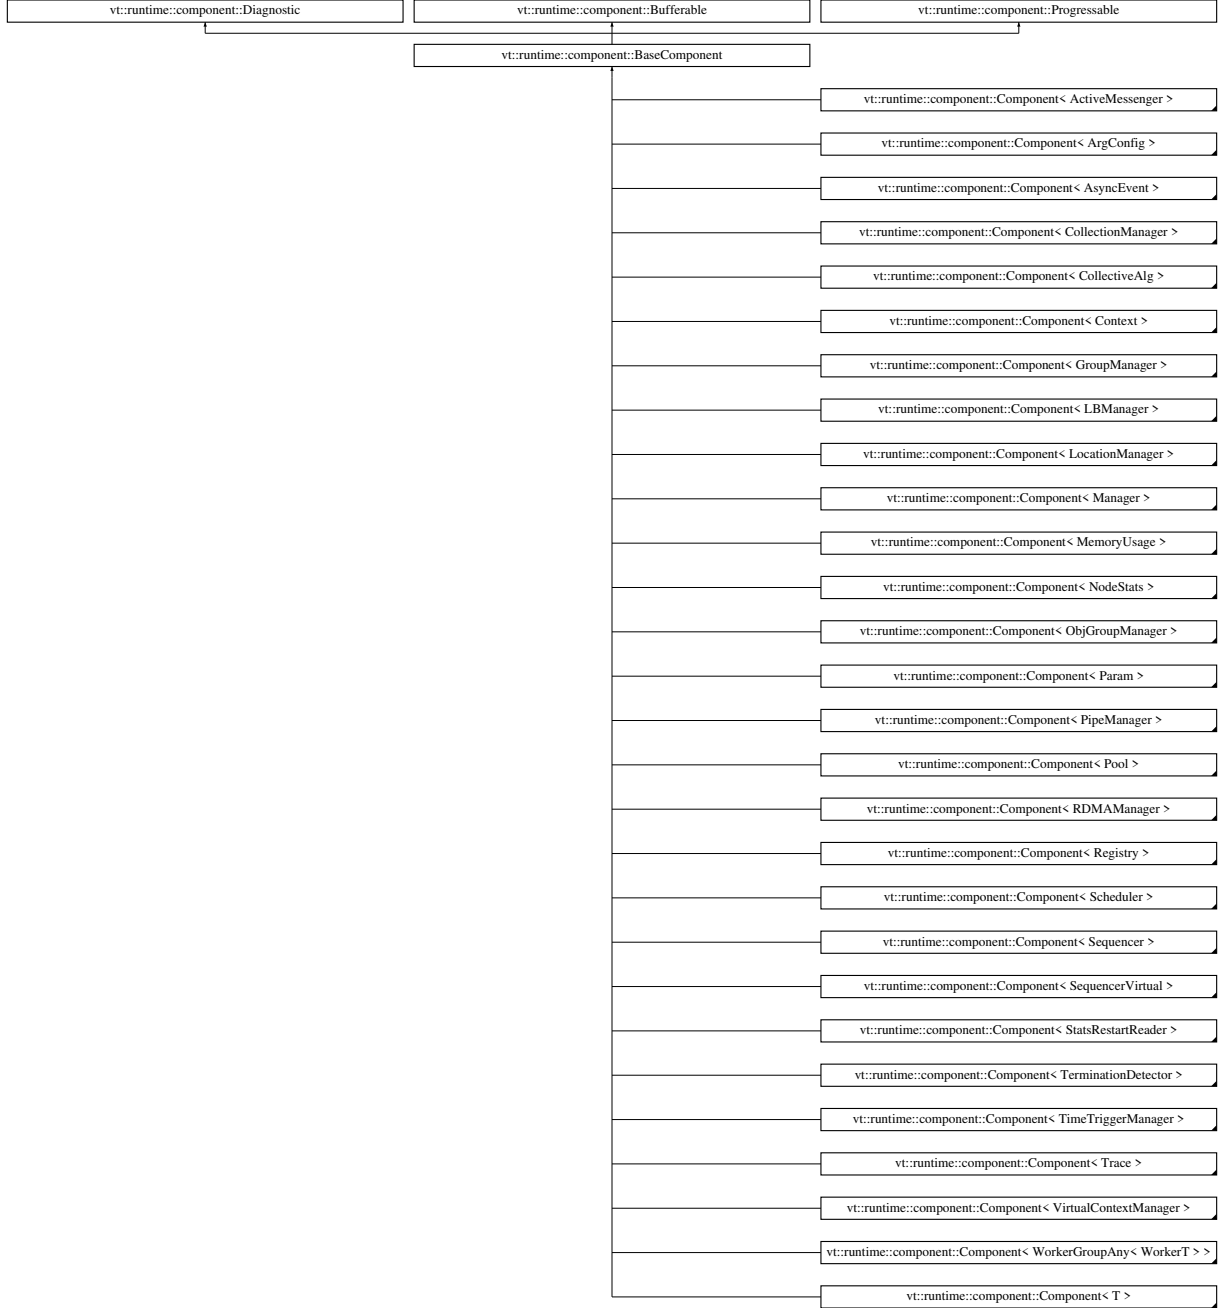 vt::runtime::component::Diagnostic
vt::runtime::component::Bufferable
vt::runtime::component::Progressable
vt::runtime::component::BaseComponent
vt::runtime::component::Component< ActiveMessenger >
vt::runtime::component::Component< ArgConfig >
vt::runtime::component::Component< AsyncEvent >
vt::runtime::component::Component< CollectionManager >
vt::runtime::component::Component< CollectiveAlg >
vt::runtime::component::Component< Context >
vt::runtime::component::Component< GroupManager >
vt::runtime::component::Component< LBManager >
vt::runtime::component::Component< LocationManager >
vt::runtime::component::Component< Manager >
vt::runtime::component::Component< MemoryUsage >
vt::runtime::component::Component< NodeStats >
vt::runtime::component::Component< ObjGroupManager >
vt::runtime::component::Component< Param >
vt::runtime::component::Component< PipeManager >
vt::runtime::component::Component< Pool >
vt::runtime::component::Component< RDMAManager >
vt::runtime::component::Component< Registry >
vt::runtime::component::Component< Scheduler >
vt::runtime::component::Component< Sequencer >
vt::runtime::component::Component< SequencerVirtual >
vt::runtime::component::Component< StatsRestartReader >
vt::runtime::component::Component< TerminationDetector >
vt::runtime::component::Component< TimeTriggerManager >
vt::runtime::component::Component< Trace >
vt::runtime::component::Component< VirtualContextManager >
vt::runtime::component::Component< WorkerGroupAny< WorkerT > >
vt::runtime::component::Component< T >